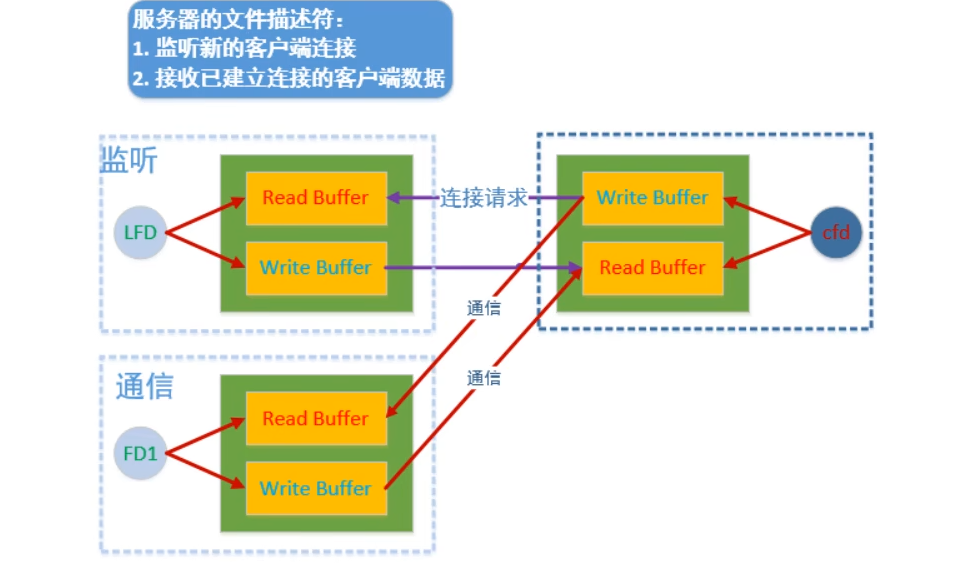 服务器的文件描述符：
1. 监听新的客户端连接
2. 接收已建立连接的客户端数据
监听
LFD
Read Buffer
Write Buffer
连接请求
Write Buffer
Read Buffer
cfd
通信
通信
通信
FD1
Read Buffer
Write Buffer